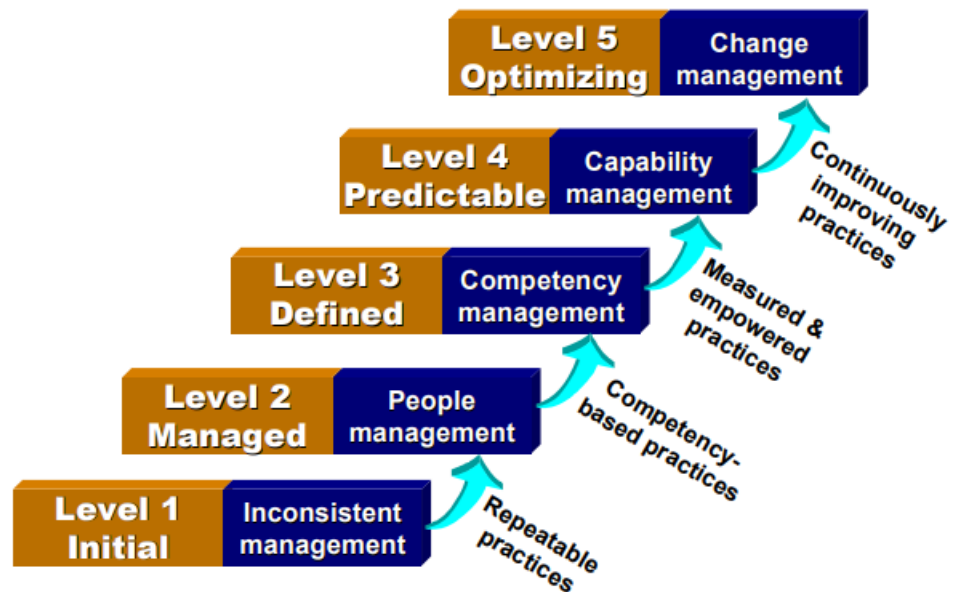 Level 5
Optimizing
Change
management
Continuously
improving
practices
Level 4
Predictable
Capability
management
Measured &
empowered
practices
Level 3
Defined
Competency
management
Competency-
based practices
Level 2
Managed
People
management
Repeatable
practices
Level 1
Initial
Inconsistent
management